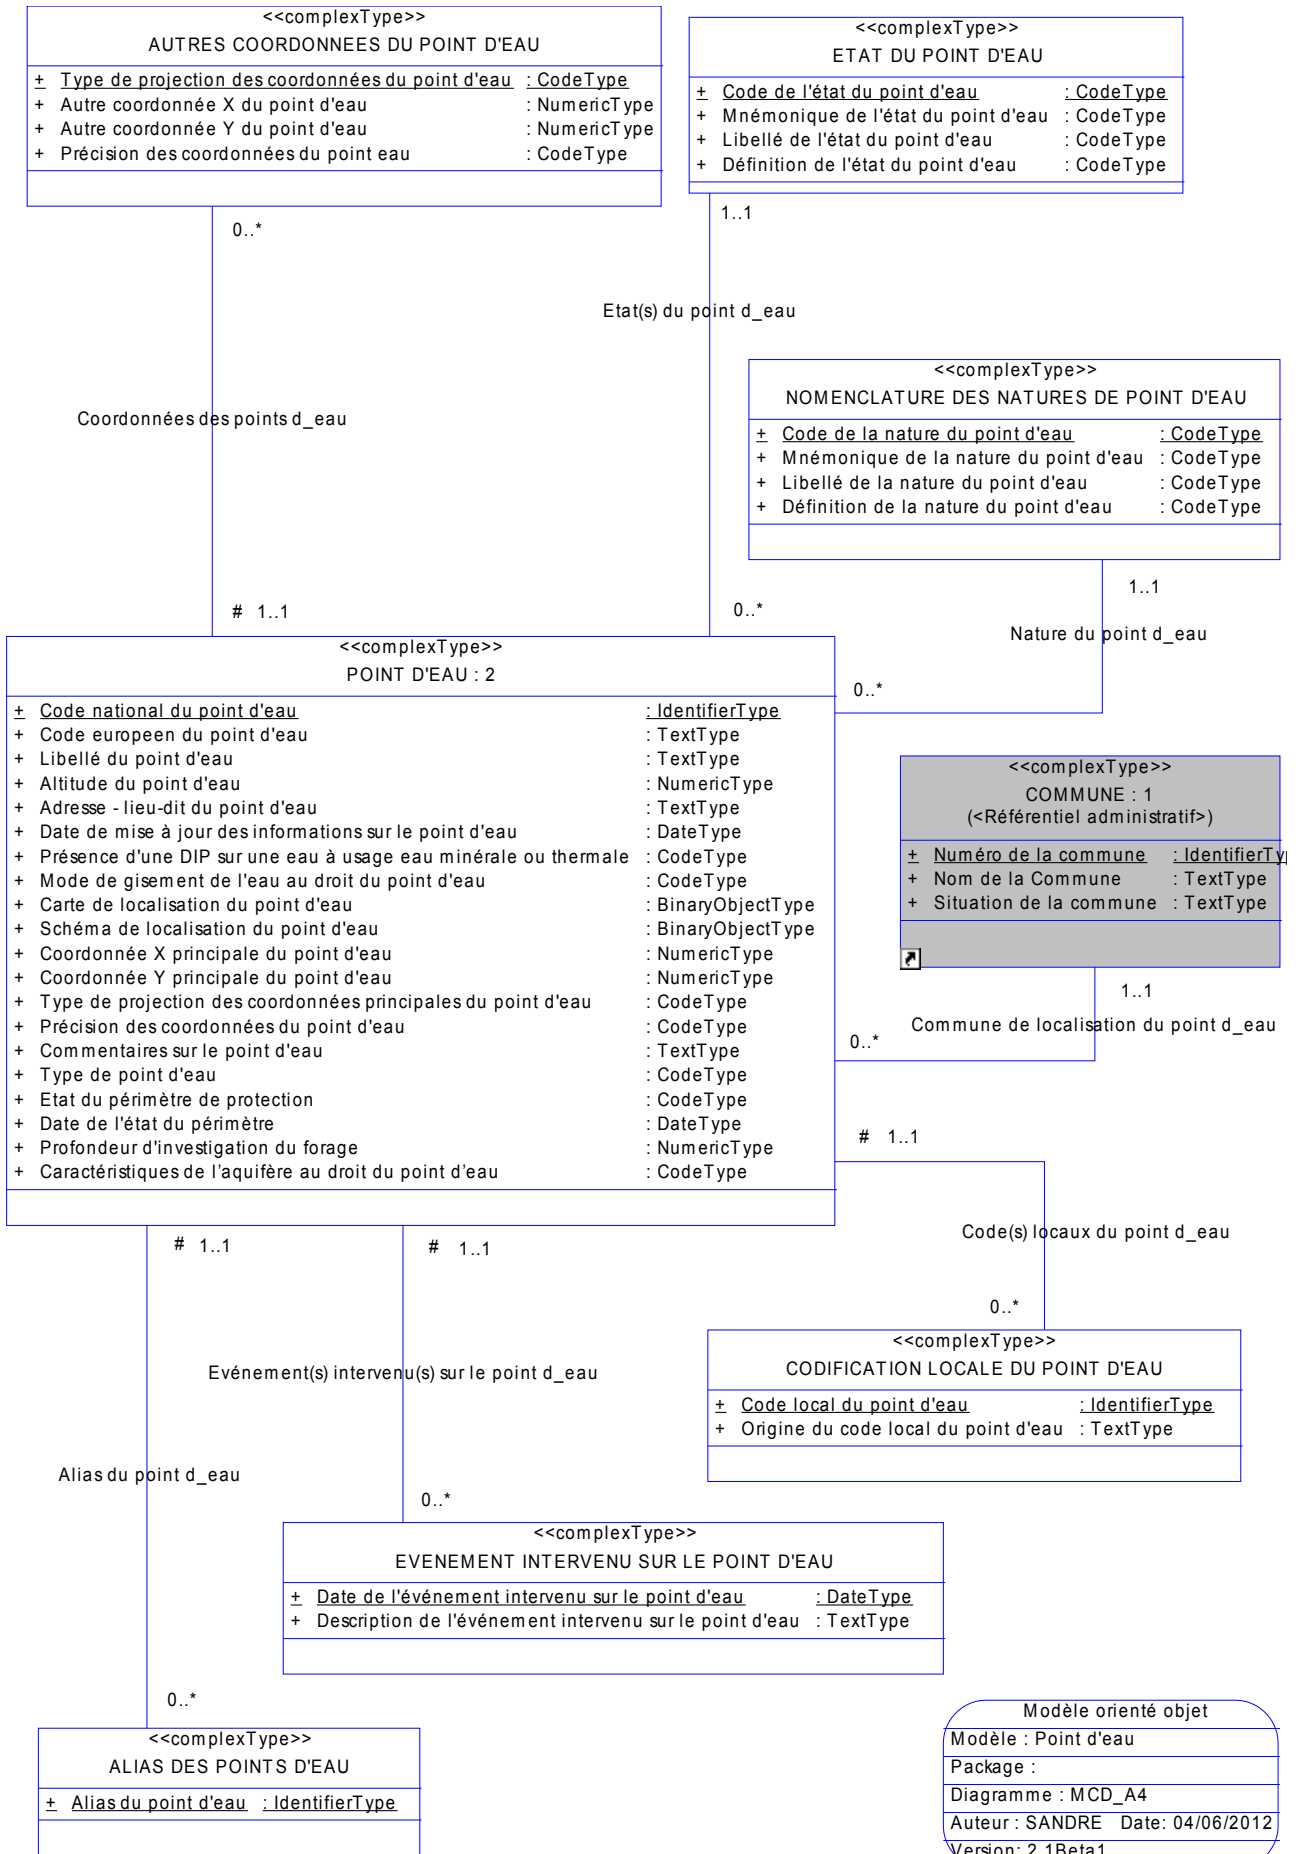 <<complexType>>
AUTRES COORDONNEES DU POINT D'EAU
+ Type de projection des coordonnées du point d'eau : CodeType
+ Autre coordonnée X du point d'eau : NumericType
+ Autre coordonnée Y du point d'eau : NumericType
+ Précision des coordonnées du point eau : CodeType
<<complexType>>
ETAT DU POINT D'EAU
+ Code de l'état du point d'eau : CodeType
+ Mnémonique de l'état du point d'eau : CodeType
+ Libellé de l'état du point d'eau : CodeType
+ Définition de l'état du point d'eau : CodeType
0..*
1..1
Etat(s) du point d_eau
Coordonnées des points d_eau
<<complexType>>
NOMENCLATURE DES NATURES DE POINT D'EAU
+ Code de la nature du point d'eau : CodeType
+ Mnémonique de la nature du point d'eau : CodeType
+ Libellé de la nature du point d'eau : CodeType
+ Définition de la nature du point d'eau : CodeType
1..1
# 1..1
0..*
Nature du point d_eau
0..*
<<complexType>>
POINT D'EAU : 2
+ Code national du point d'eau : IdentifierType
+ Code europeen du point d'eau : TextType
+ Libellé du point d'eau : TextType
+ Altitude du point d'eau : NumericType
+ Adresse - lieu-dit du point d'eau : TextType
+ Date de mise à jour des informations sur le point d'eau : DateType
+ Présence d'une DIP sur une eau à usage eau minérale ou thermale : CodeType
+ Mode de gisement de l'eau au droit du point d'eau : CodeType
+ Carte de localisation du point d'eau : BinaryObjectType
+ Schéma de localisation du point d'eau : BinaryObjectType
+ Coordonnée X principale du point d'eau : NumericType
+ Coordonnée Y principale du point d'eau : NumericType
+ Type de projection des coordonnées principales du point d'eau : CodeType
+ Précision des coordonnées du point d'eau : CodeType
+ Commentaires sur le point d'eau : TextType
+ Type de point d'eau : CodeType
+ Etat du périmètre de protection : CodeType
+ Date de l'état du périmètre : DateType
+ Profondeur d'investigation du forage : NumericType
+ Caractéristiques de l’aquifère au droit du point d’eau : CodeType
<<complexType>>
COMMUNE : 1
(<Référentiel administratif>)
+ Numéro de la commune : IdentifierTy
+ Nom de la Commune : TextType
+ Situation de la commune : TextType
1..1
Commune de localisation du point d_eau
0..*
# 1..1
Code(s) locaux du point d_eau
0..*
# 1..1
# 1..1
<<complexType>>
CODIFICATION LOCALE DU POINT D'EAU
+ Code local du point d'eau : IdentifierType
+ Origine du code local du point d'eau : TextType
Evénement(s) intervenu(s) sur le point d_eau
Alias du point d_eau
0..*
<<complexType>>
EVENEMENT INTERVENU SUR LE POINT D'EAU
+ Date de l'événement intervenu sur le point d'eau : DateType
+ Description de l'événement intervenu sur le point d'eau : TextType
0..*
<<complexType>>
ALIAS DES POINTS D'EAU
+ Alias du point d'eau : IdentifierType
Modèle orienté objet
Modèle : Point d'eau
Package :
Diagramme : MCD_A4
Auteur : SANDRE Date: 04/06/2012
Version: 2.1Beta1